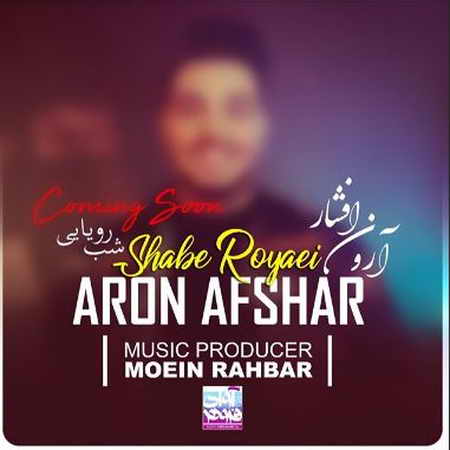 Coming Soon
آرون افشار
شب رویایی
Shabe Royaei
ARON AFSHAR
MUSIC PRODUCER
MOEIN RAHBAR